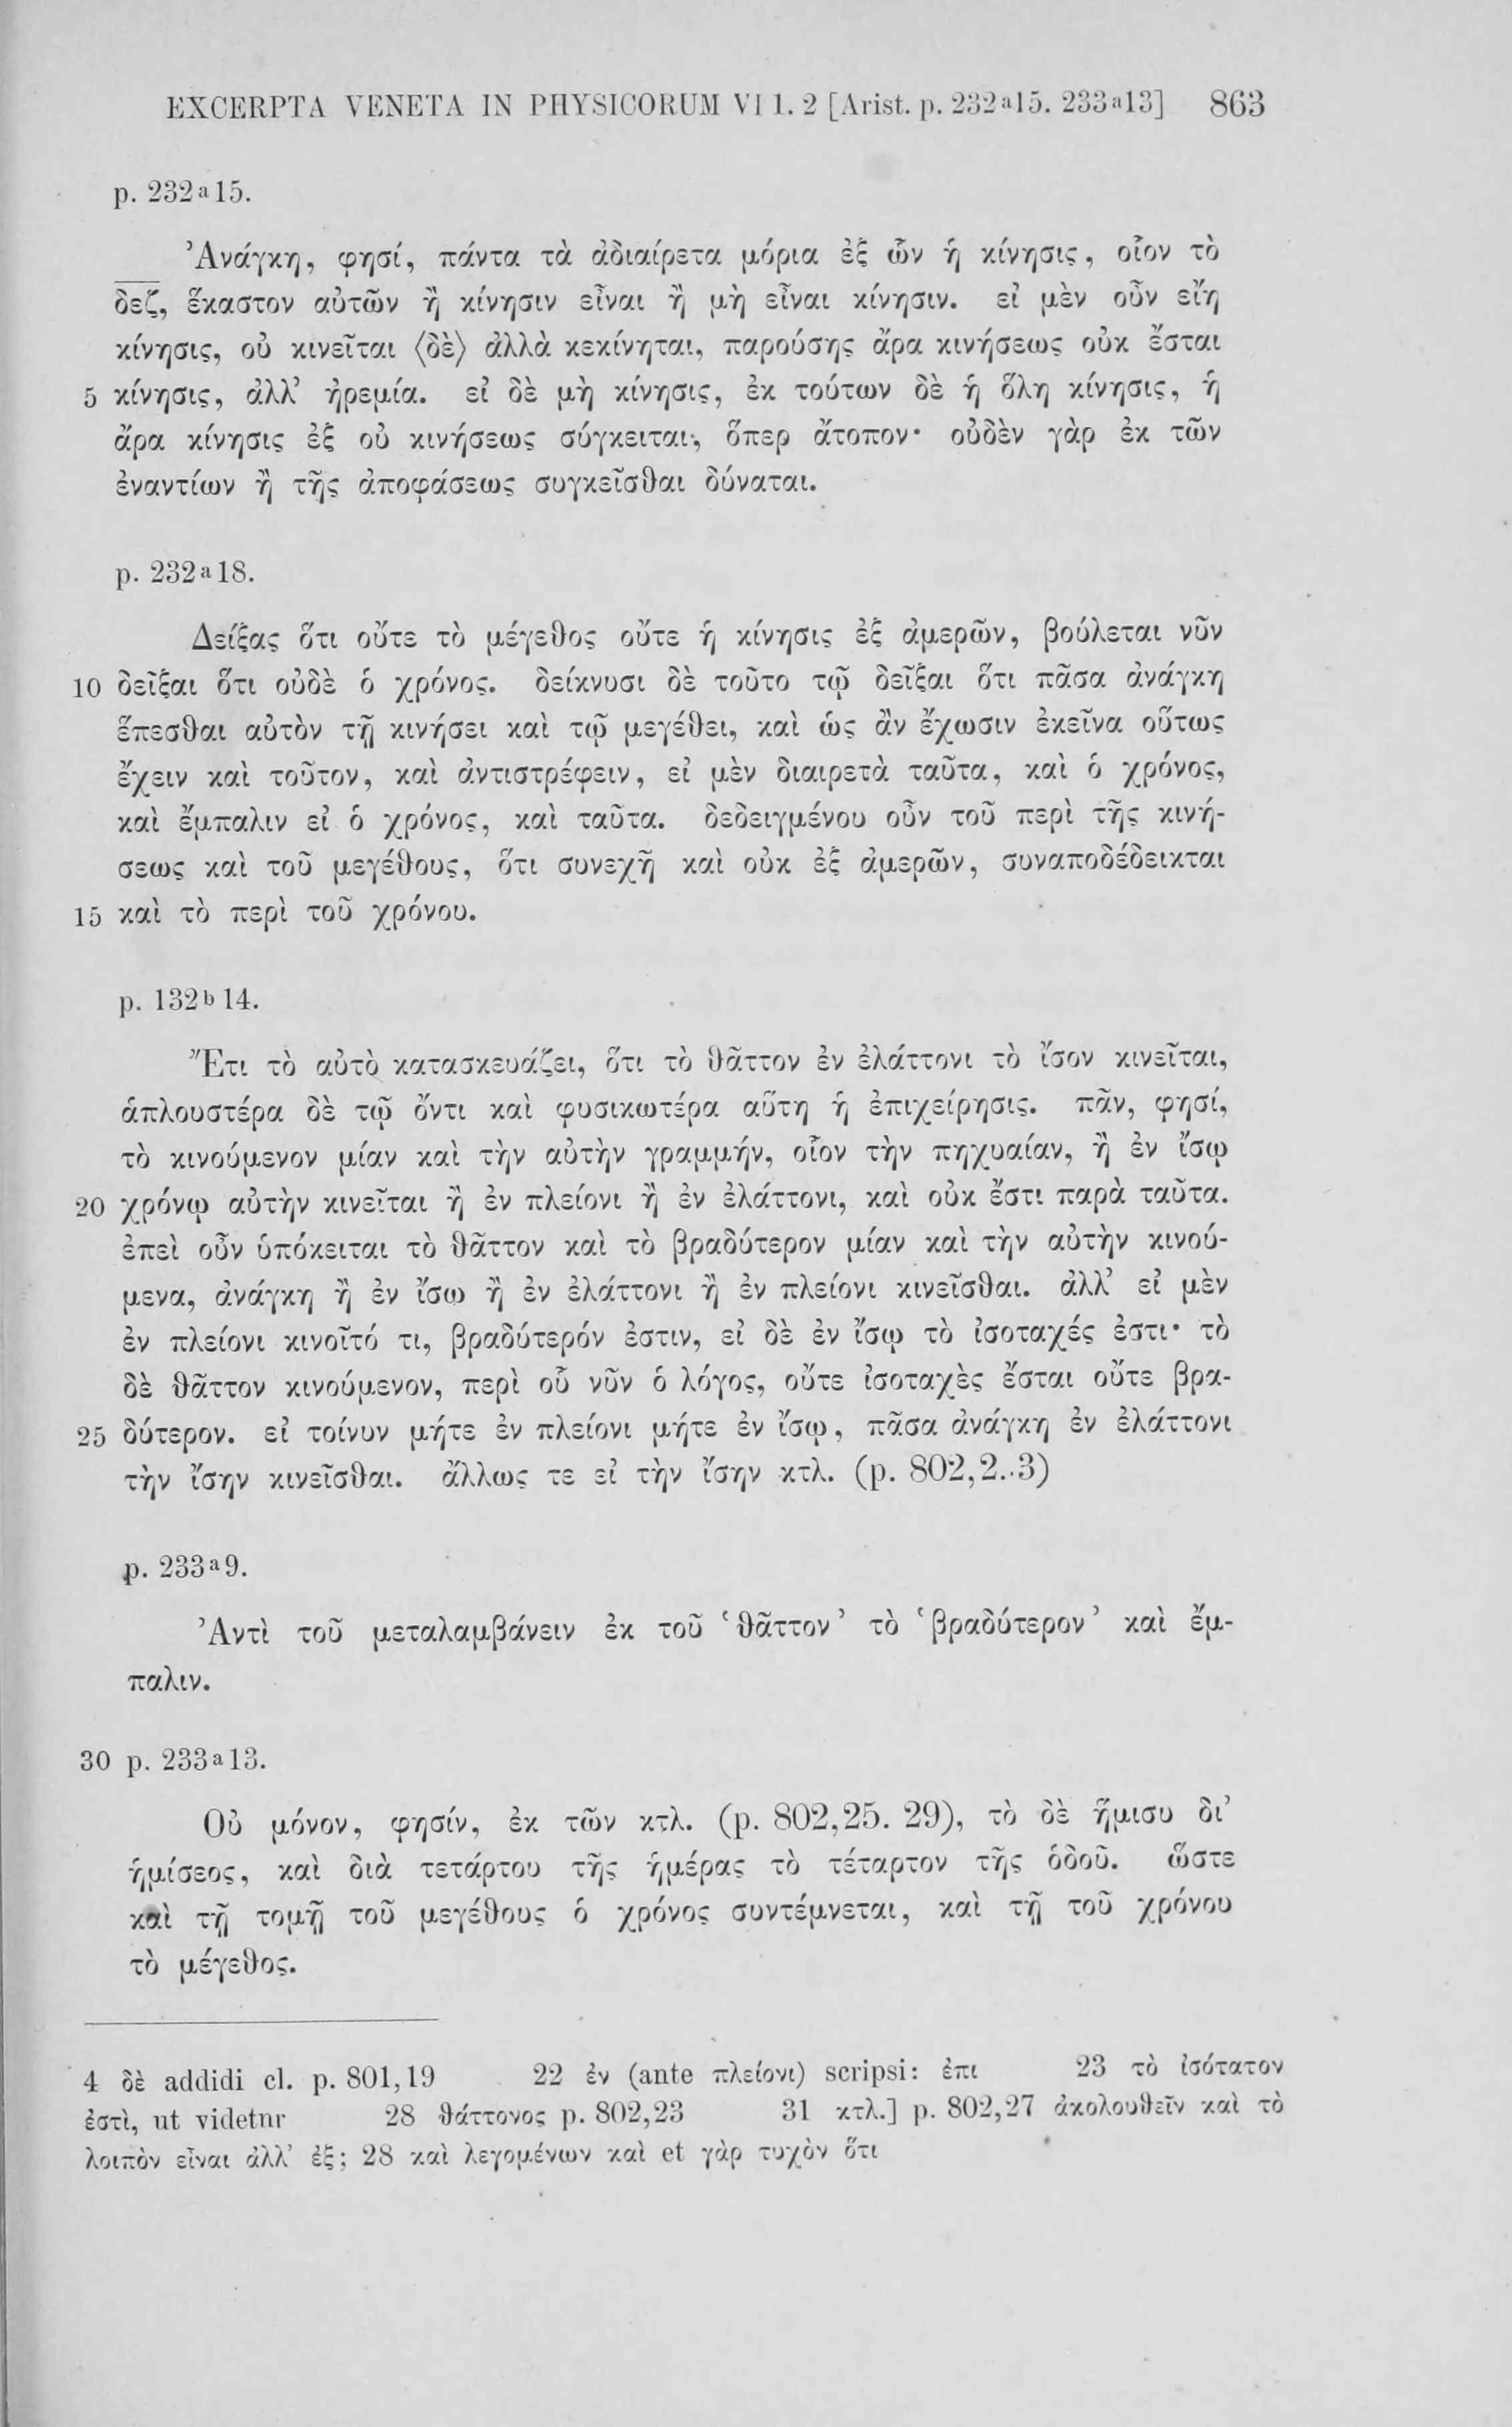 EXCERPTA VENETA IN PHYSICORUM VI 1. 2 [Arist. p. 232ᵃ15. 233ᵃ13] 863
p. 232ᵃ15.
Ἀνάγκη, φησί, πάντα τὰ ἀδιαίρετα μόρια ἐξ ὧν ἡ κίνησις, οἷον τὸ
δεζ, ἕκαστον αὐτῶν ἢ κίνησιν εἶναι ἢ μὴ εἶναι κίνησιν. εἰ μὲν οὖν εἴη
κίνησις, οὐ κινεῖται ⟨δὲ⟩ ἀλλὰ κεκίνηται, παρούσης ἄρα κινήσεως οὐκ ἔσται
5 κίνησις, ἀλλ’ ἠρεμία. εἰ δὲ μὴ κίνησις, ἐκ τούτων δὲ ἡ ὅλη κίνησις, ἡ
ἄρα κίνησις ἐξ οὐ κινήσεως σύγκειται, ὅπερ ἄτοπον· οὐδὲν γὰρ ἐκ τῶν
ἐναντίων ἢ τῆς ἀποφάσεως συγκεῖσθαι δύναται.
p. 232ᵃ18.
Δείξας ὅτι οὔτε τὸ μέγεθος οὔτε ἡ κίνησις ἐξ ἀμερῶν, βούλεται νῦν
10 δεῖξαι ὅτι οὐδὲ ὁ χρόνος. δείκνυσι δὲ τοῦτο τῷ δεῖξαι ὅτι πᾶσα ἀνάγκη
ἕπεσθαι αὐτὸν τῇ κινήσει καὶ τῷ μεγέθει, καὶ ὡς ἂν ἔχωσιν ἐκεῖνα οὕτως
ἔχειν καὶ τοῦτον, καὶ ἀντιστρέφειν, εἰ μὲν διαιρετὰ ταῦτα, καὶ ὁ χρόνος,
καὶ ἔμπαλιν εἰ ὁ χρόνος, καὶ ταῦτα. δεδειγμένου οὖν τοῦ περὶ τῆς κινή-
σεως καὶ τοῦ μεγέθους, ὅτι συνεχῆ καὶ οὐκ ἐξ ἀμερῶν, συναποδέδεικται
15 καὶ τὸ περὶ τοῦ χρόνου.
p. 132ᵇ14.
Ἔτι τὸ αὐτὸ κατασκευάζει, ὅτι τὸ θᾶττον ἐν ἐλάττονι τὸ ἴσον κινεῖται,
ἁπλουστέρα δὲ τῷ ὄντι καὶ φυσικωτέρα αὕτη ἡ ἐπιχείρησις. πᾶν, φησί,
τὸ κινούμενον μίαν καὶ τὴν αὐτὴν γραμμήν, οἷον τὴν πηχυαίαν, ἢ ἐν ἴσῳ
20 χρόνῳ αὐτὴν κινεῖται ἢ ἐν πλείονι ἢ ἐν ἐλάττονι, καὶ οὐκ ἔστι παρὰ ταῦτα.
ἐπεὶ οὖν ὑπόκειται τὸ θᾶττον καὶ τὸ βραδύτερον μίαν καὶ τὴν αὐτὴν κινού-
μενα, ἀνάγκη ἢ ἐν ἴσῳ ἢ ἐν ἐλάττονι ἢ ἐν πλείονι κινεῖσθαι. ἀλλ’ εἰ μὲν
ἐν πλείονι κινοῖτό τι, βραδύτερόν ἐστιν, εἰ δὲ ἐν ἴσῳ τὸ ἰσοταχές ἐστι· τὸ
δὲ θᾶττον κινούμενον, περὶ οὗ νῦν ὁ λόγος, οὔτε ἰσοταχὲς ἔσται οὔτε βρα-
25 δύτερον. εἰ τοίνυν μήτε ἐν πλείονι μήτε ἐν ἴσῳ, πᾶσα ἀνάγκη ἐν ἐλάττονι
τὴν ἴσην κινεῖσθαι. ἄλλως τε εἰ τὴν ἴσην κτλ. (p. 802,2..3)
p. 233ᵃ9.
Ἀντὶ τοῦ μεταλαμβάνειν ἐκ τοῦ ‘θᾶττον’ τὸ ‘βραδύτερον’ καὶ ἔμ-
παλιν.
30 p. 233ᵃ13.
Οὐ μόνον, φησίν, ἐκ τῶν κτλ. (p. 802,25. 29), τὸ δὲ ἥμισυ δι’
ἡμίσεος, καὶ διὰ τετάρτου τῆς ἡμέρας τὸ τέταρτον τῆς ὁδοῦ. ὥστε
καὶ τῇ τομῇ τοῦ μεγέθους ὁ χρόνος συντέμνεται, καὶ τῇ τοῦ χρόνου
τὸ μέγεθος.
4 δὲ addidi cl. p. 801,19 22 ἐν (ante πλείονι) scripsi: ἐπι 23 τὸ ἰσότατον
ἐστὶ, ut videtur 28 θάττονος p. 802,23 31 κτλ.] p. 802,27 ἀκολουθεῖν καὶ τὸ
λοιπὸν εἶναι ἀλλ’ ἐξ; 28 καὶ λεγομένων καὶ et γὰρ τυχὸν ὅτι